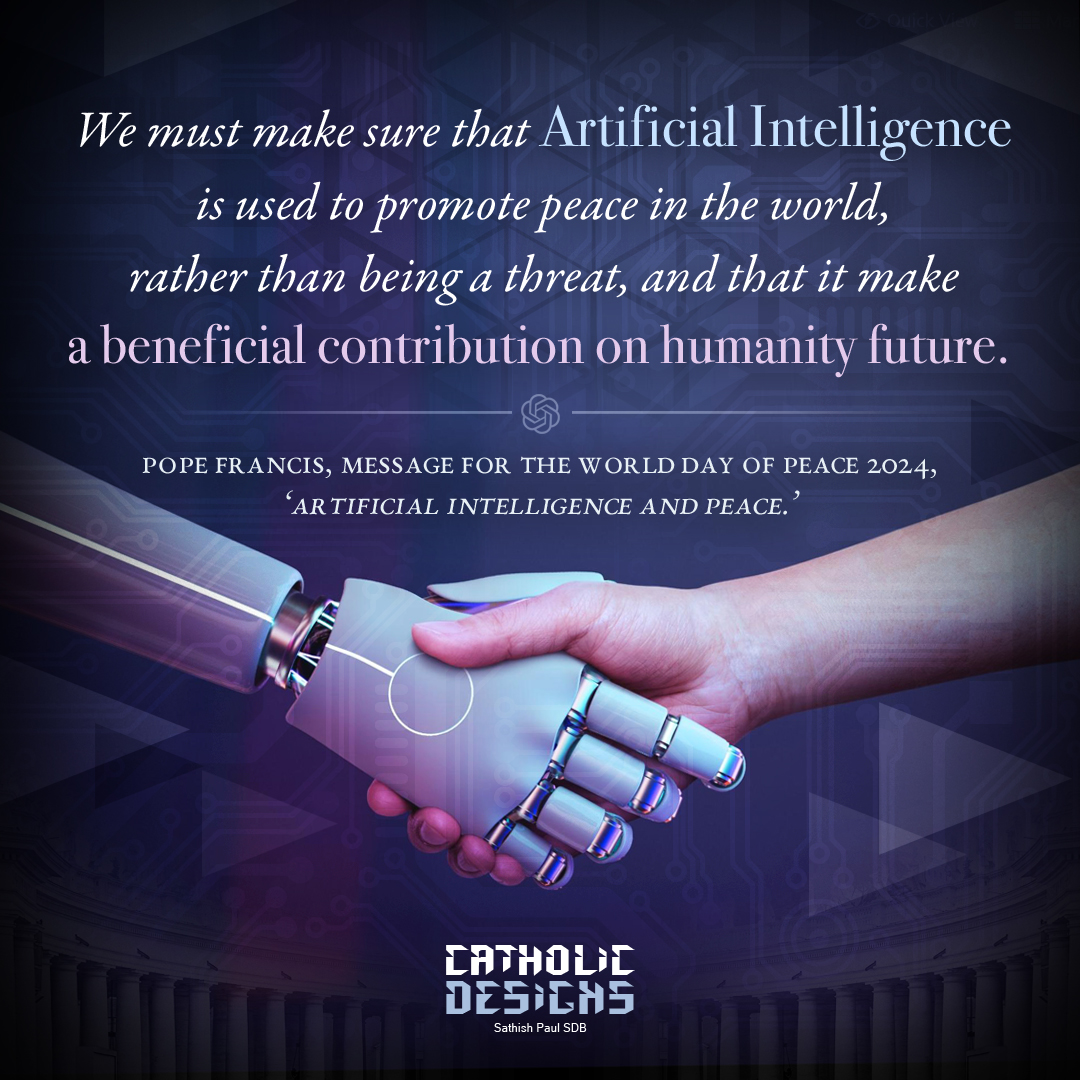 Quick Vi
We must make sure that Artificial Intelligence
is used to promote peace in the world,
rather than being a threat, and that it make
a beneficial contribution on humanity future.
POPE FRANCIS, MESSAGE FOR THE WORLD DAY OF PEACE 2024,
‘ARTIFICIAL INTELLIGENCE AND PEACE.’
CATHOLIC
DESIGNS
Sathish Paul SDB